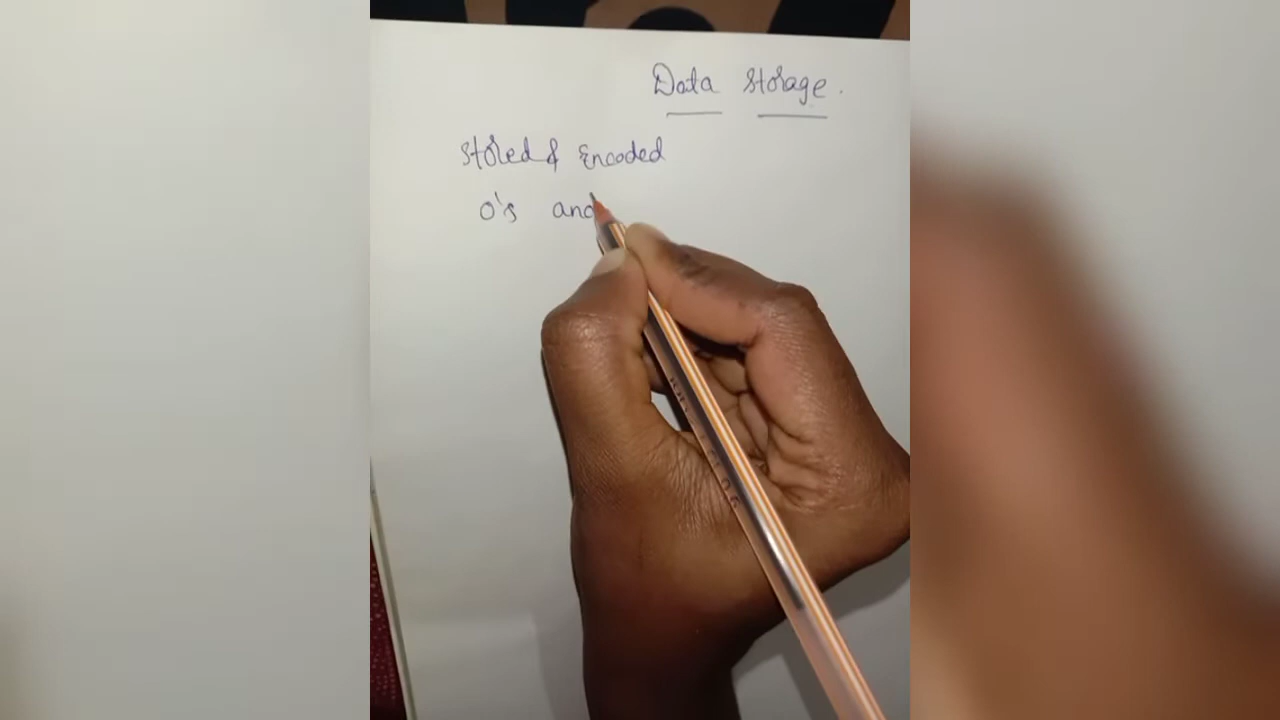 Data Storage.
Stored & Encoded
0's and